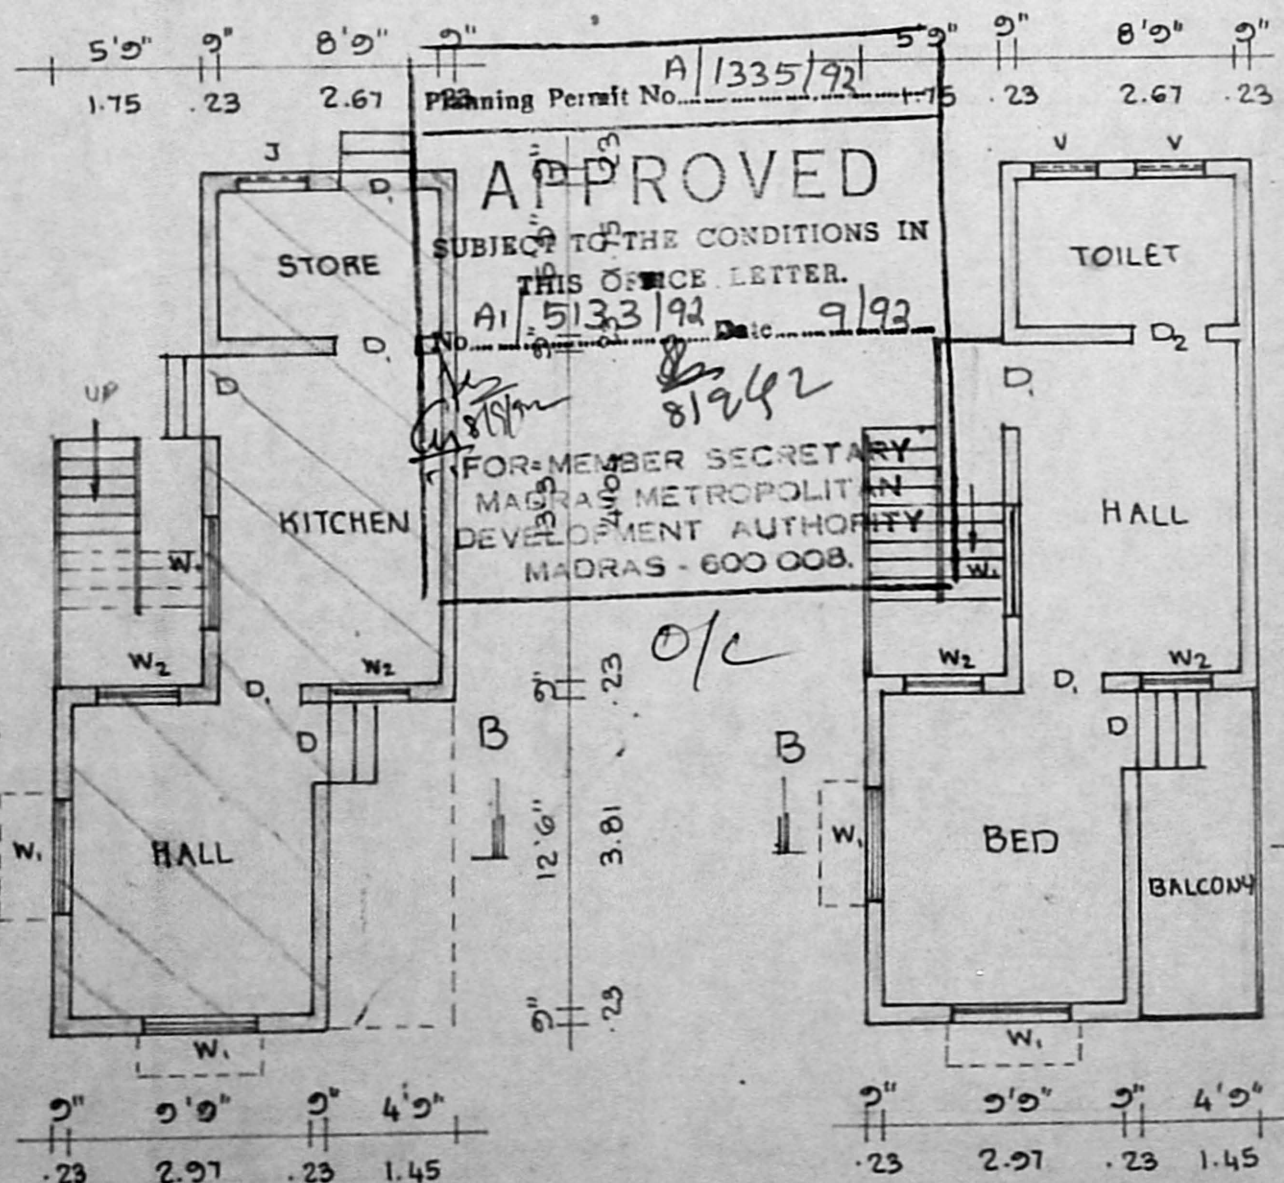 5'9" 9" 8'9" 9"
1.75 .23 2.67 .23
5'9" 9" 8'9" 9"
1.75 .23 2.67 .23
Planning Permit No. A/1335/92
APPROVED
SUBJECT TO THE CONDITIONS IN
THIS OFFICE LETTER.
No. A1/5133/92 Date 9/92
FOR MEMBER SECRETARY
MADRAS METROPOLITAN
DEVELOPMENT AUTHORITY
MADRAS - 600 008.
O/C
J
D1
STORE
D1
D
UP
KITCHEN
W1
W2
D1
W2
D
HALL
W1
W1
B
9" .23
9" .23
12'6" 3.81
9" .23
B
V V
TOILET
D2
D1
HALL
W1
W2
D1
W2
D
BED
BALCONY
W1
W1
9" 9'9" 9" 4'9"
.23 2.97 .23 1.45
9" 9'9" 9" 4'9"
.23 2.97 .23 1.45